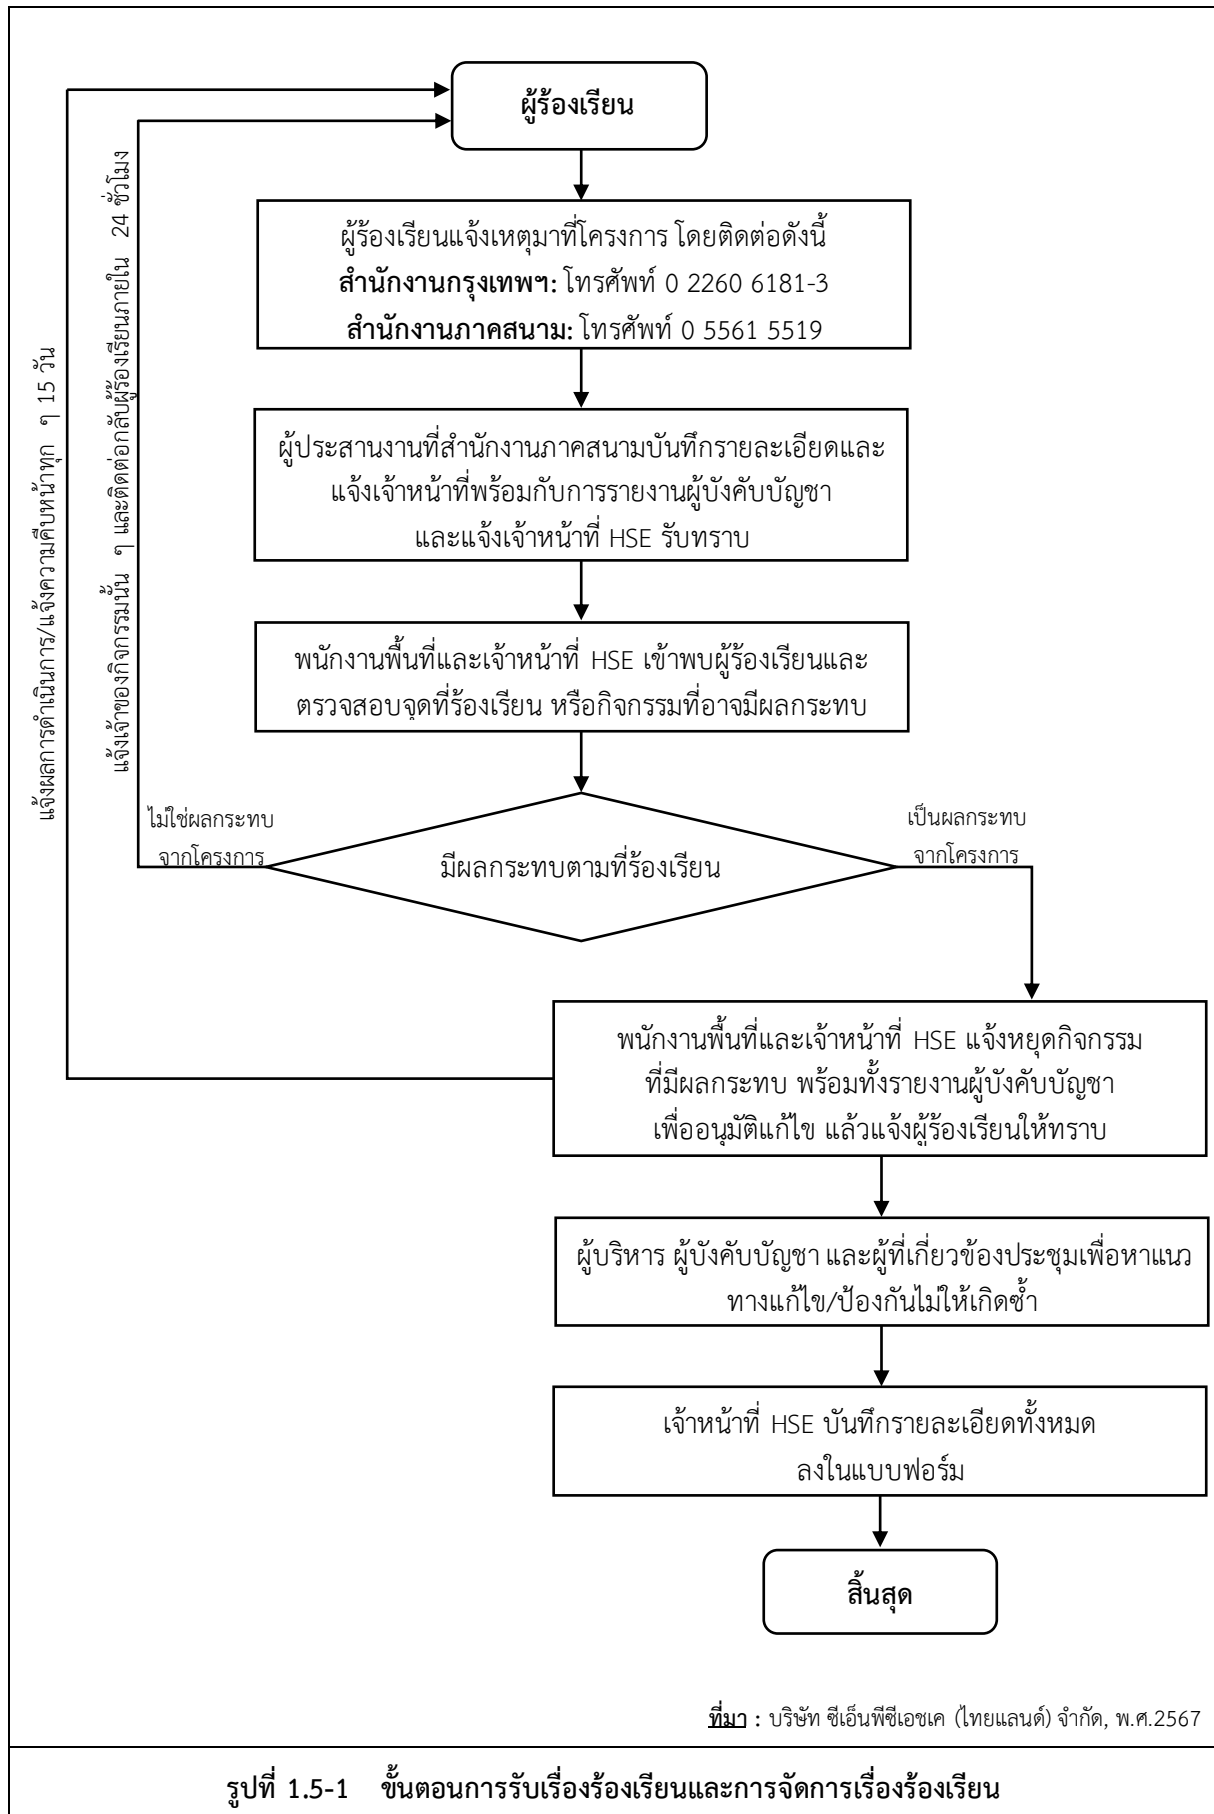 ผู้ร้องเรียน
ผู้ร้องเรียนแจ้งเหตุมาที่โครงการ โดยติดต่อดังนี้
สำนักงานกรุงเทพฯ: โทรศัพท์ 0 2260 6181-3
สำนักงานภาคสนาม: โทรศัพท์ 0 5561 5519
ผู้ประสานงานที่สำนักงานภาคสนามบันทึกรายละเอียดและ
แจ้งเจ้าหน้าที่พร้อมกับการรายงานผู้บังคับบัญชา
และแจ้งเจ้าหน้าที่ HSE รับทราบ
พนักงานพื้นที่และเจ้าหน้าที่ HSE เข้าพบผู้ร้องเรียนและ
ตรวจสอบจุดที่ร้องเรียน หรือกิจกรรมที่อาจมีผลกระทบ
มีผลกระทบตามที่ร้องเรียน
ไม่ใช่ผลกระทบ
จากโครงการ
แจ้งเจ้าของกิจกรรมนั้น ๆ และติดต่อกลับผู้ร้องเรียนภายใน 24 ชั่วโมง
เป็นผลกระทบ
จากโครงการ
พนักงานพื้นที่และเจ้าหน้าที่ HSE แจ้งหยุดกิจกรรม
ที่มีผลกระทบ พร้อมทั้งรายงานผู้บังคับบัญชา
เพื่ออนุมัติแก้ไข แล้วแจ้งผู้ร้องเรียนให้ทราบ
แจ้งผลการดำเนินการ/แจ้งความคืบหน้าทุก ๆ 15 วัน
ผู้บริหาร ผู้บังคับบัญชา และผู้ที่เกี่ยวข้องประชุมเพื่อหาแนว
ทางแก้ไข/ป้องกันไม่ให้เกิดซ้ำ
เจ้าหน้าที่ HSE บันทึกรายละเอียดทั้งหมด
ลงในแบบฟอร์ม
สิ้นสุด
ที่มา : บริษัท ซีเอ็นพีซีเอชเค (ไทยแลนด์) จำกัด, พ.ศ.2567
รูปที่ 1.5-1 ขั้นตอนการรับเรื่องร้องเรียนและการจัดการเรื่องร้องเรียน